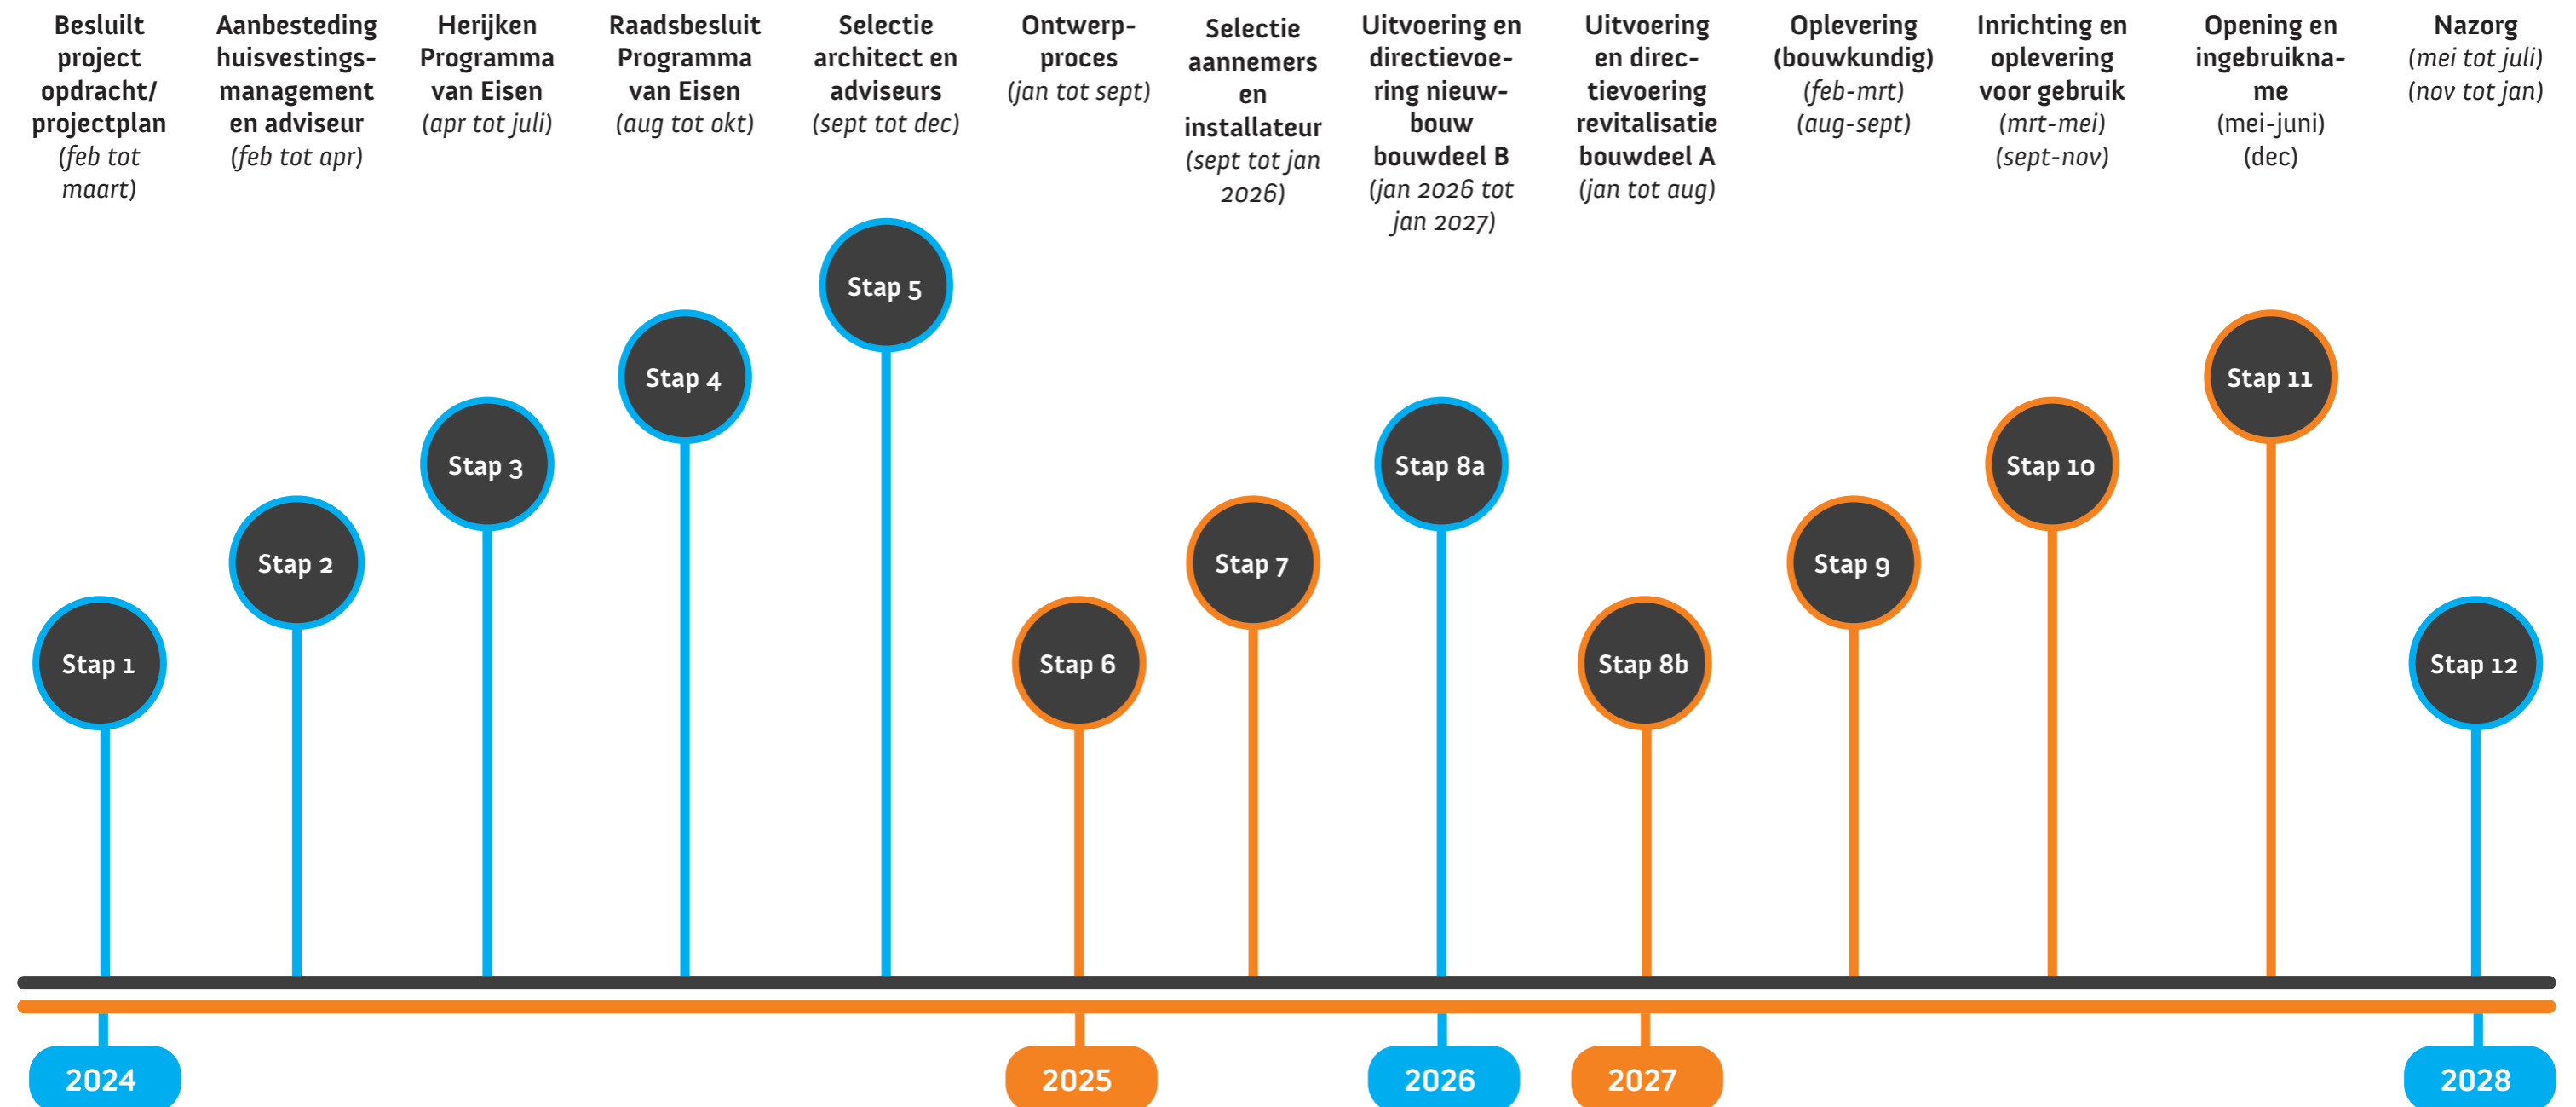 Besluilt
project
opdracht/
projectplan
(feb tot
maart)
Aanbesteding
huisvestings-
management
en adviseur
(feb tot apr)
Herijken
Programma
van Eisen
(apr tot juli)
Raadsbesluit
Programma
van Eisen
(aug tot okt)
Selectie
architect en
adviseurs
(sept tot dec)
Ontwerp-
proces
(jan tot sept)
Selectie
aannemers
en
installateur
(sept tot jan
2026)
Uitvoering en
directievoe-
ring nieuw-
bouw
bouwdeel B
(jan 2026 tot
jan 2027)
Uitvoering
en direc-
tievoering
revitalisatie
bouwdeel A
(jan tot aug)
Oplevering
(bouwkundig)
(feb-mrt)
(aug-sept)
Inrichting en
oplevering
voor gebruik
(mrt-mei)
(sept-nov)
Opening en
ingebruikna-
me
(mei-juni)
(dec)
Nazorg
(mei tot juli)
(nov tot jan)
Stap 1
Stap 2
Stap 3
Stap 4
Stap 5
Stap 6
Stap 7
Stap 8a
Stap 8b
Stap 9
Stap 10
Stap 11
Stap 12
2024
2025
2026
2027
2028